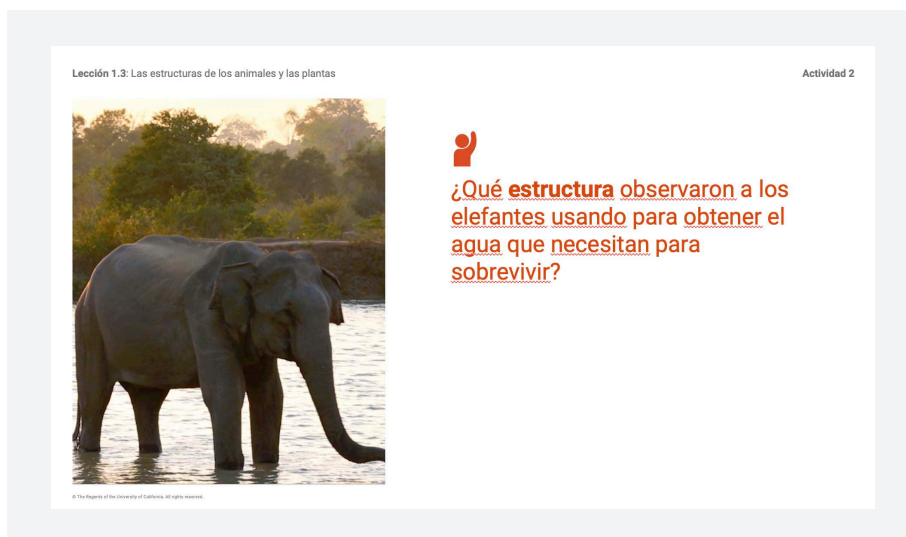 Lección 1.3: Las estructuras de los animales y las plantas
Actividad 2
¿Qué estructura observaron a los
elefantes usando para obtener el
agua que necesitan para
sobrevivir?
© The Regents of the University of California. All rights reserved.